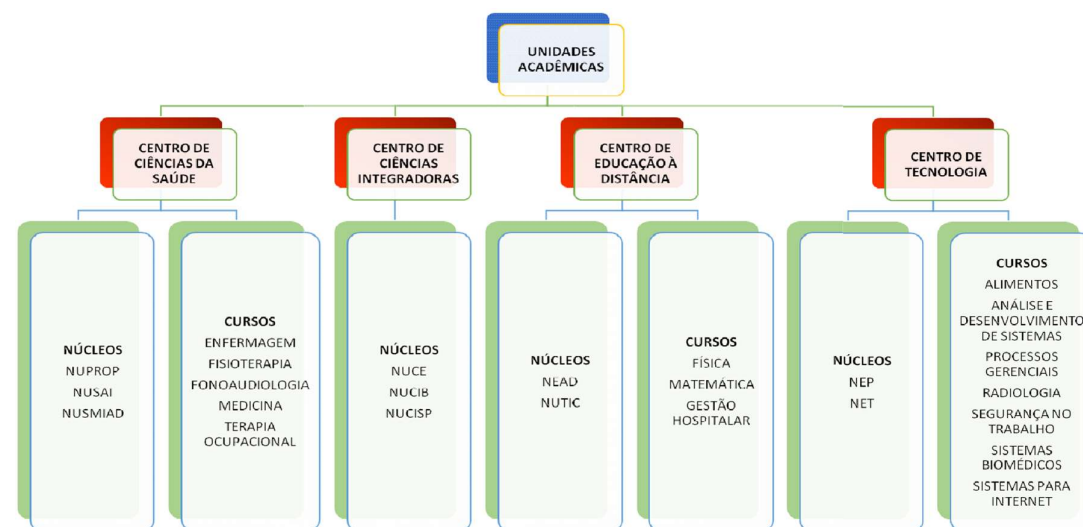 UNIDADES
ACADÊMICAS
CENTRO DE
CIÊNCIAS DA
SAÚDE
CENTRO DE
CIÊNCIAS
INTEGRADORAS
CENTRO DE
EDUCAÇÃO À
DISTÂNCIA
CENTRO DE
TECNOLOGIA
NÚCLEOS
NUPROP
NUSAI
NUSMIAD
CURSOS
ENFERMAGEM
FISIOTERAPIA
FONOAUDIOLOGIA
MEDICINA
TERAPIA
OCUPACIONAL
NÚCLEOS
NUCE
NUCIB
NUCISP
NÚCLEOS
NEAD
NUTIC
CURSOS
FÍSICA
MATEMÁTICA
GESTÃO
HOSPITALAR
NÚCLEOS
NEP
NET
CURSOS
ALIMENTOS
ANÁLISE E
DESENVOLVIMENTO
DE SISTEMAS
PROCESSOS
GERENCIAIS
RADIOLOGIA
SEGURANÇA NO
TRABALHO
SISTEMAS
BIOMÉDICOS
SISTEMAS PARA
INTERNET